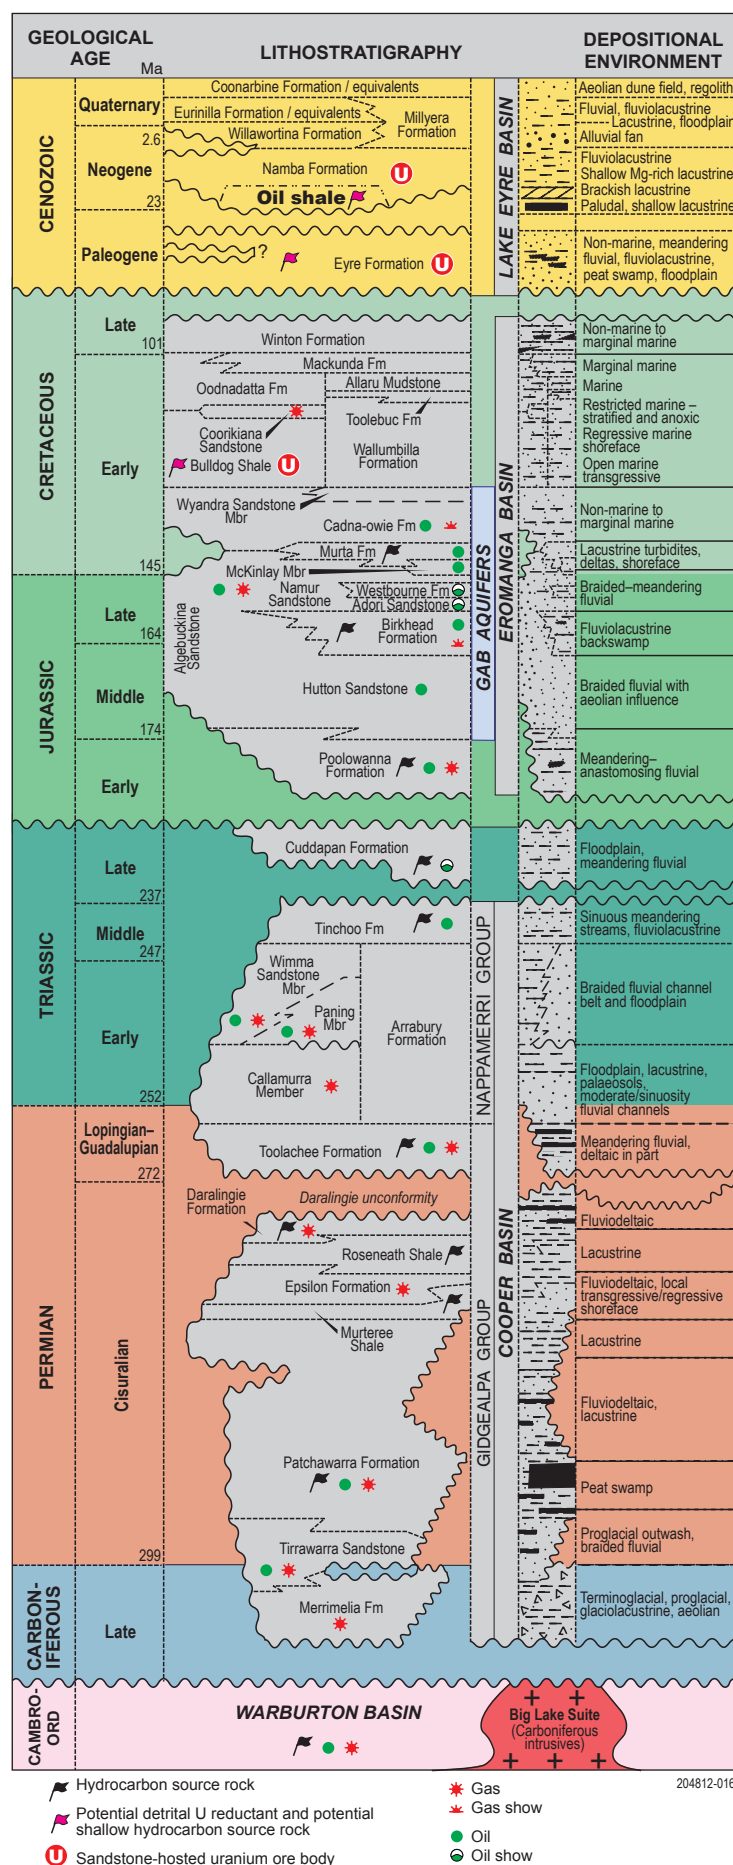 GEOLOGICAL
AGE
Ma
LITHOSTRATIGRAPHY
DEPOSITIONAL
ENVIRONMENT
CENOZOIC
Quaternary
2.6
Neogene
23
Paleogene
Coonarbine Formation / equivalents
Eurinilla Formation / equivalents
Willawortina Formation
Millyera
Formation
Namba Formation
U
Oil shale
?
Eyre Formation
U
LAKE EYRE BASIN
Aeolian dune field, regolith
Fluvial, fluviolacustrine
Lacustrine, floodplain
Alluvial fan
Fluviolacustrine
Shallow Mg-rich lacustrine
Brackish lacustrine
Paludal, shallow lacustrine
Non-marine, meandering
fluvial, fluviolacustrine,
peat swamp, floodplain
CRETACEOUS
Late
101
Early
145
Winton Formation
Mackunda Fm
Oodnadatta Fm
Allaru Mudstone
Coorikiana
Sandstone
Toolebuc Fm
Bulldog Shale
U
Wallumbilla
Formation
Wyandra Sandstone
Mbr
Cadna-owie Fm
Murta Fm
McKinlay Mbr
GAB AQUIFERS
EROMANGA BASIN
Non-marine to
marginal marine
Marginal marine
Marine
Restricted marine –
stratified and anoxic
Regressive marine
shoreface
Open marine
transgressive
Non-marine to
marginal marine
Lacustrine turbidites,
deltas, shoreface
JURASSIC
Late
164
Middle
174
Early
Algebuckina
Sandstone
Namur
Sandstone
Westbourne Fm
Adori Sandstone
Birkhead
Formation
Hutton Sandstone
Poolowanna
Formation
Braided–meandering
fluvial
Fluviolacustrine
backswamp
Braided fluvial with
aeolian influence
Meandering–
anastomosing fluvial
TRIASSIC
Late
237
Middle
247
Early
252
Cuddapan Formation
Tinchoo Fm
Wimma
Sandstone
Mbr
Paning
Mbr
Arrabury
Formation
Callamurra
Member
NAPPAMERRI GROUP
COOPER BASIN
Floodplain,
meandering fluvial
Sinuous meandering
streams, fluviolacustrine
Braided fluvial channel
belt and floodplain
Floodplain, lacustrine,
palaeosols,
moderate/sinuosity
fluvial channels
PERMIAN
Lopingian–
Guadalupian
272
Cisuralian
299
Toolachee Formation
Daralingie
Formation
Daralingie unconformity
Roseneath Shale
Epsilon Formation
Murteree
Shale
Patchawarra Formation
Tirrawarra Sandstone
GIDGEALPA GROUP
Meandering fluvial,
deltaic in part
Fluviodeltaic
Lacustrine
Fluviodeltaic, local
transgressive/regressive
shoreface
Lacustrine
Fluviodeltaic,
lacustrine
Peat swamp
Proglacial outwash,
braided fluvial
CARBON-
IFEROUS
Late
Merrimelia Fm
Terminoglacial, proglacial,
glaciolacustrine, aeolian
CAMBRO-
ORD
WARBURTON BASIN
Big Lake Suite
(Carboniferous
intrusives)
Hydrocarbon source rock
Potential detrital U reductant and potential
shallow hydrocarbon source rock
U Sandstone-hosted uranium ore body
Gas
Gas show
Oil
Oil show
204812-016